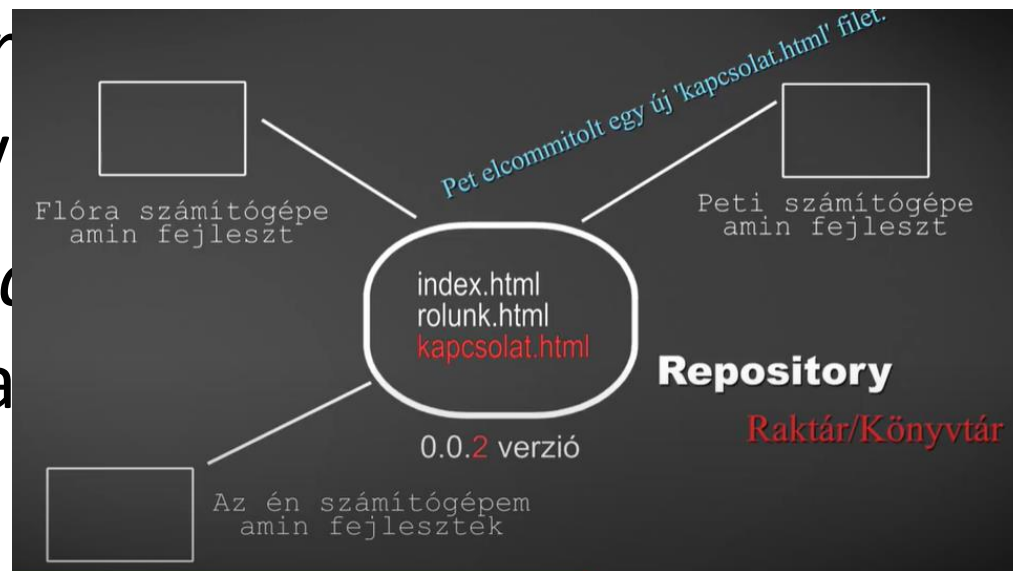 Pet elcommitolt egy új 'kapcsolat.html' filet.
Flóra számítógépe
amin fejleszt
Peti számítógépe
amin fejleszt
index.html
rolunk.html
kapcsolat.html
Repository
Raktár/Könyvtár
0.0.2 verzió
Az én számítógépem
amin fejlesztek